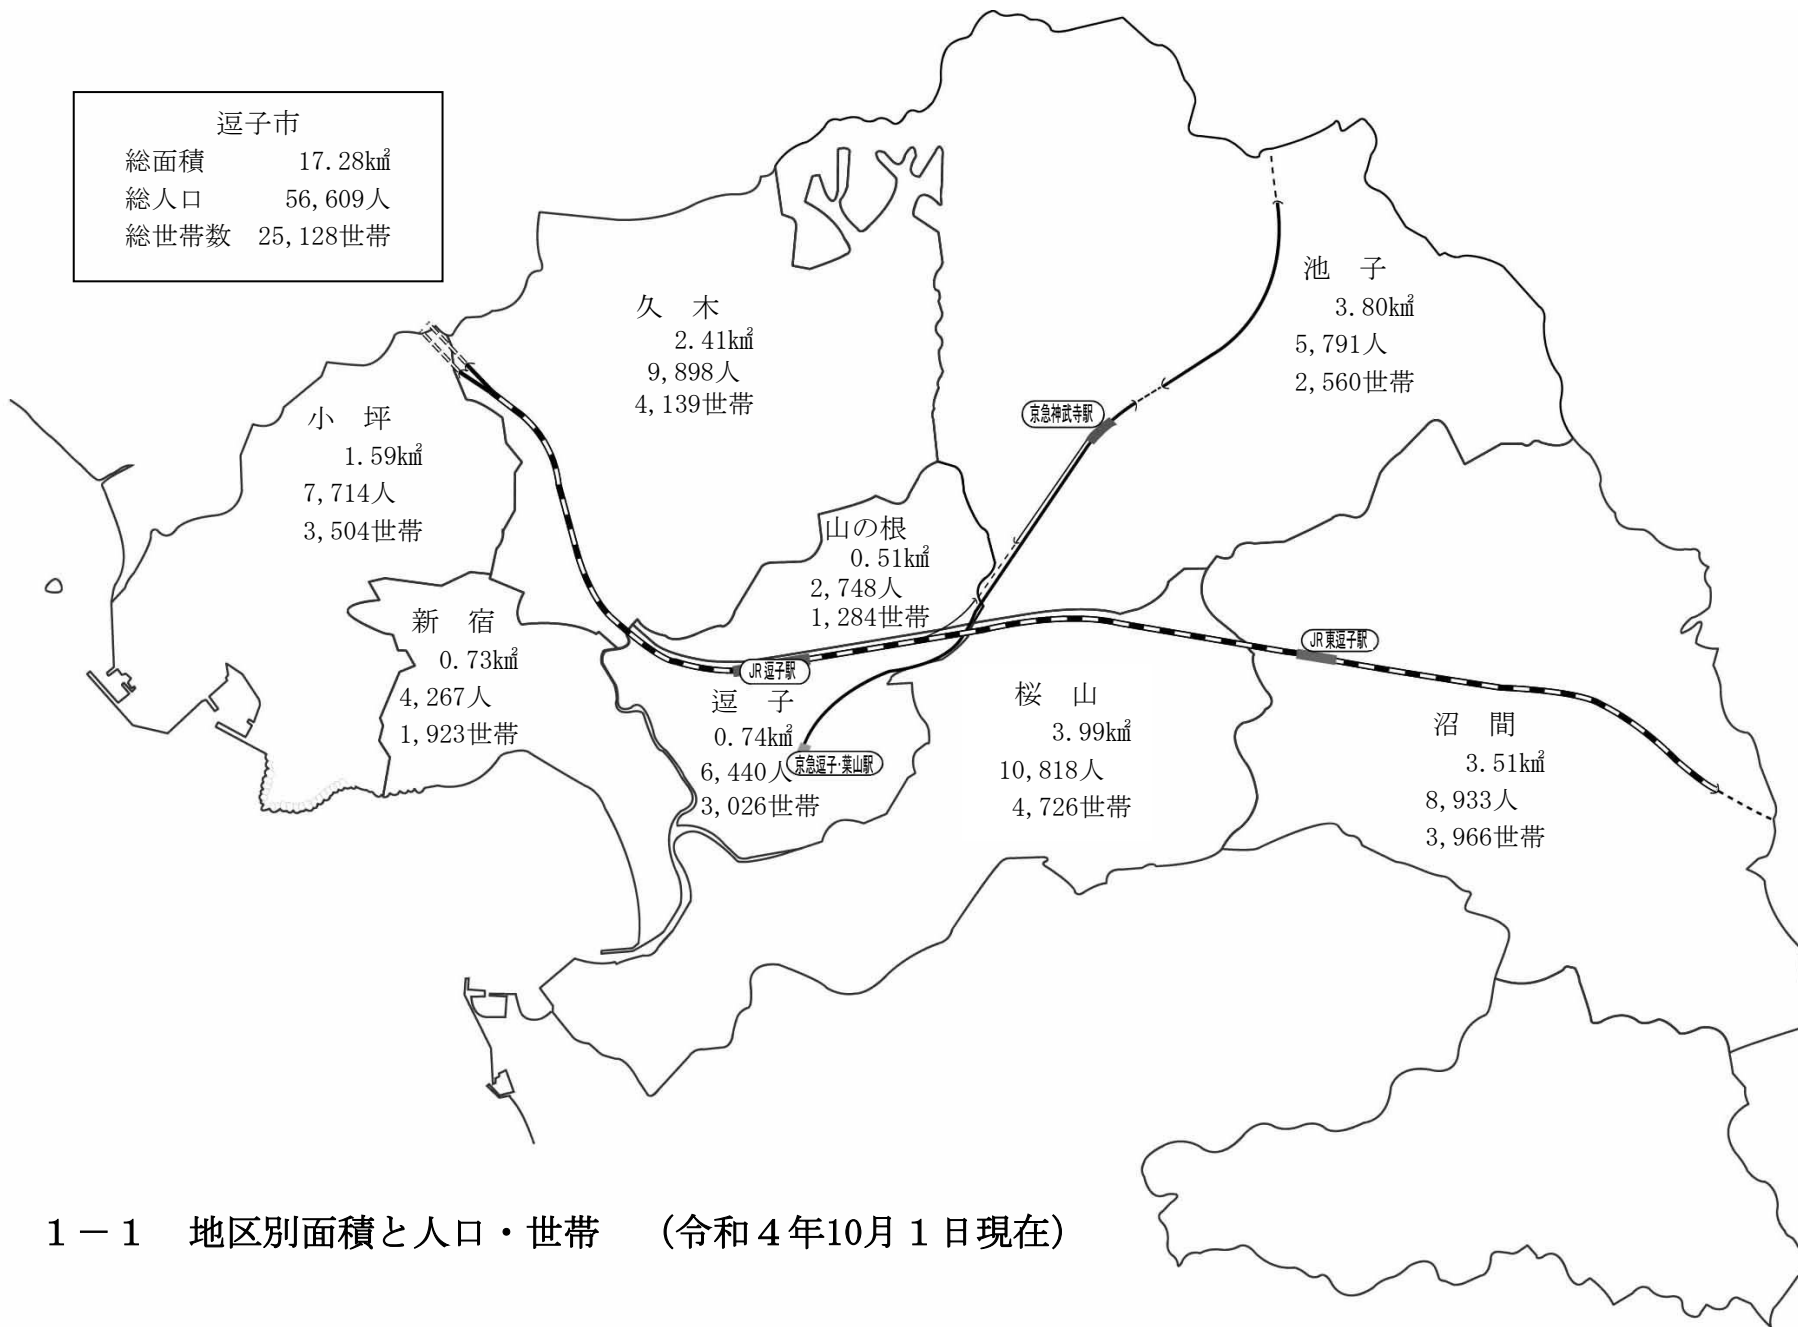 逗子市
総面積 17.28k㎡
総人口 56,609人
総世帯数 25,128世帯
池 子
3.80k㎡
5,791人
2,560世帯
久 木
2.41k㎡
9,898人
4,139世帯
京急神武寺駅
小 坪
1.59k㎡
7,714人
3,504世帯
山の根
0.51k㎡
2,748人
1,284世帯
新 宿
0.73k㎡
4,267人
1,923世帯
JR東逗子駅
JR逗子駅
逗 子
0.74k㎡
6,440人
3,026世帯
京急逗子・葉山駅
桜 山
3.99k㎡
10,818人
4,726世帯
沼 間
3.51k㎡
8,933人
3,966世帯
1－1 地区別面積と人口・世帯 （令和４年10月１日現在）